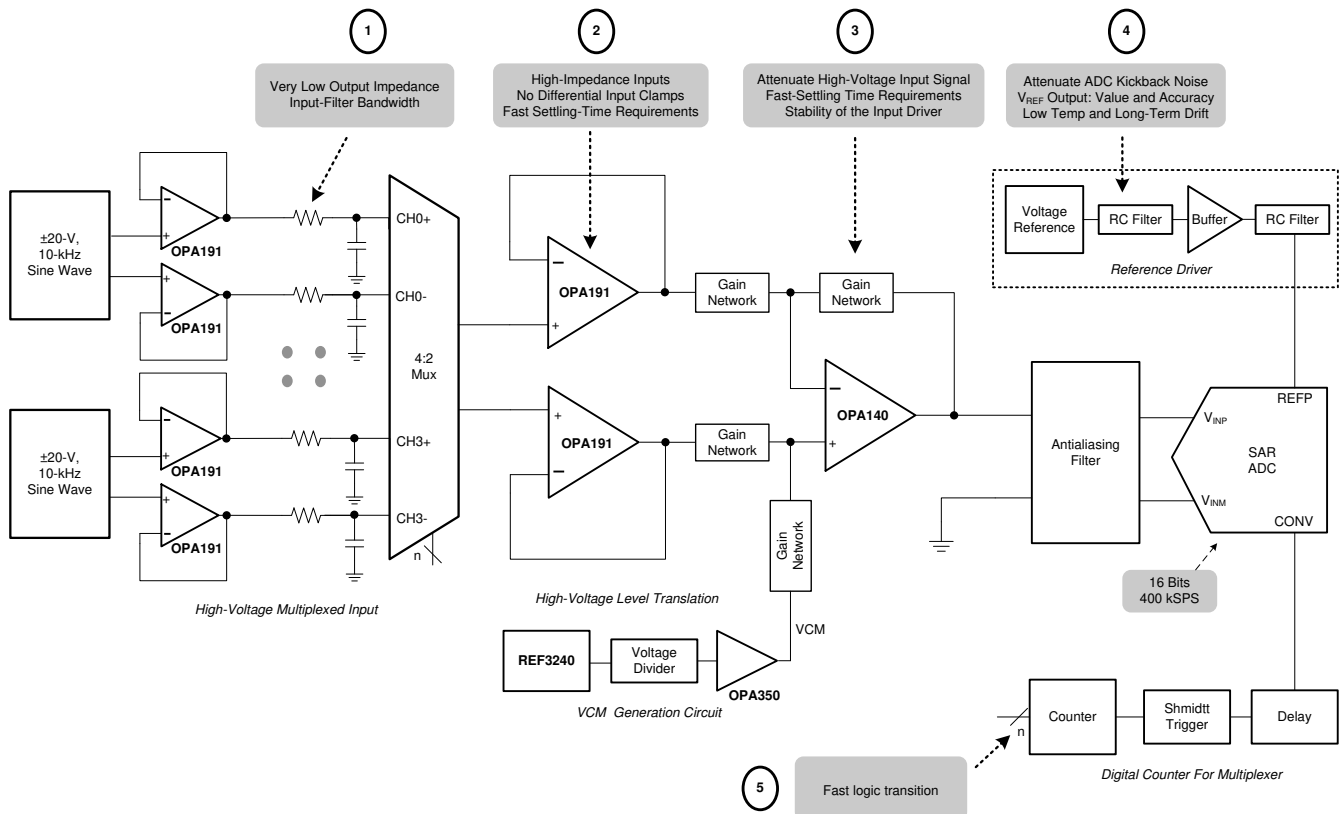 1
2
3
4
Very Low Output Impedance
Input-Filter Bandwidth
High-Impedance Inputs
No Differential Input Clamps
Fast Settling-Time Requirements
Attenuate High-Voltage Input Signal
Fast-Settling Time Requirements
Stability of the Input Driver
Attenuate ADC Kickback Noise
VREF Output: Value and Accuracy
Low Temp and Long-Term Drift
±20-V,
10-kHz
Sine Wave
−
+
OPA191
+
−
OPA191
CH0+
CH0-
4:2
Mux
CH3+
CH3-
n
±20-V,
10-kHz
Sine Wave
−
+
OPA191
+
−
OPA191
High-Voltage Multiplexed Input
−
OPA191
+
+
OPA191
−
High-Voltage Level Translation
Gain
Network
Gain
Network
−
OPA140
+
Gain
Network
Gain
Network
VCM
REF3240
Voltage
Divider
OPA350
VCM Generation Circuit
Voltage
Reference
RC Filter
Buffer
RC Filter
Reference Driver
Antialiasing
Filter
REFP
VINP
SAR
ADC
VINM
CONV
16 Bits
400 kSPS
n
Counter
Shmidtt
Trigger
Delay
Digital Counter For Multiplexer
5
Fast logic transition